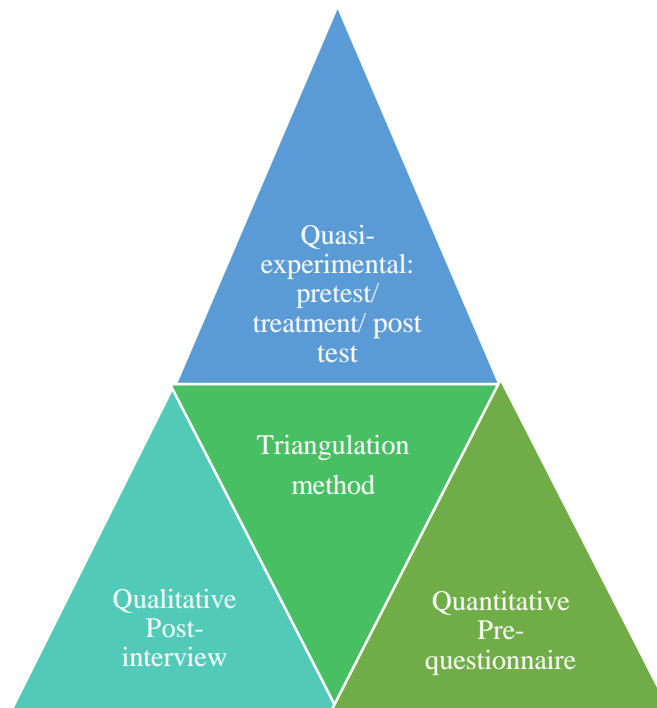 Quasi-
experimental:
pretest/
treatment/ post
test
Triangulation
method
Qualitative
Post-
interview
Quantitative
Pre-
questionnaire